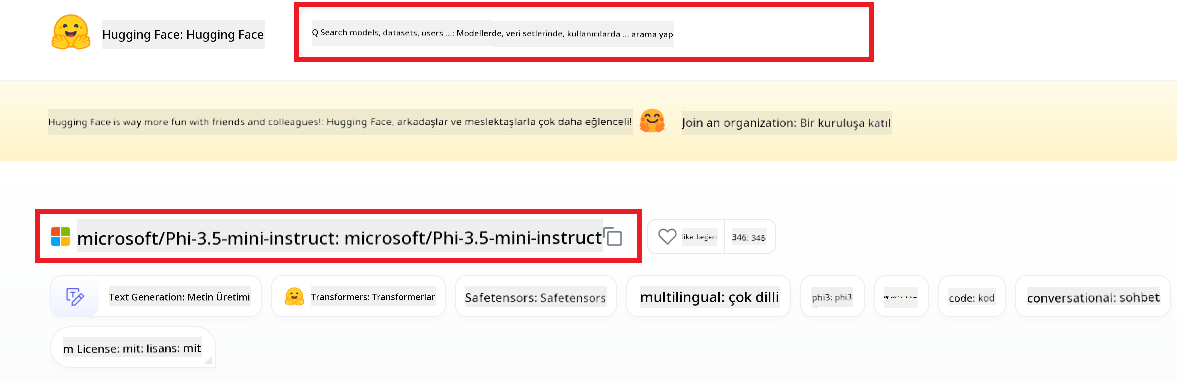 Hugging Face: Hugging Face
Q Search models, datasets, users ...: Modellerde, veri setlerinde, kullanıcılarda ... arama yap
Hugging Face is way more fun with friends and colleagues!: Hugging Face, arkadaşlar ve meslektaşlarla çok daha eğlenceli!
Join an organization: Bir kuruluşa katıl
microsoft/Phi-3.5-mini-instruct: microsoft/Phi-3.5-mini-instruct
like: beğeri
346: 345
Text Generation: Metin Üretimi
Transformers: Transformerlar
Safetensors: Safetensors
multilingual: çok dilli
phi3: phi3
code: kod
conversational: sohbet
m License: mit: lisans: mit